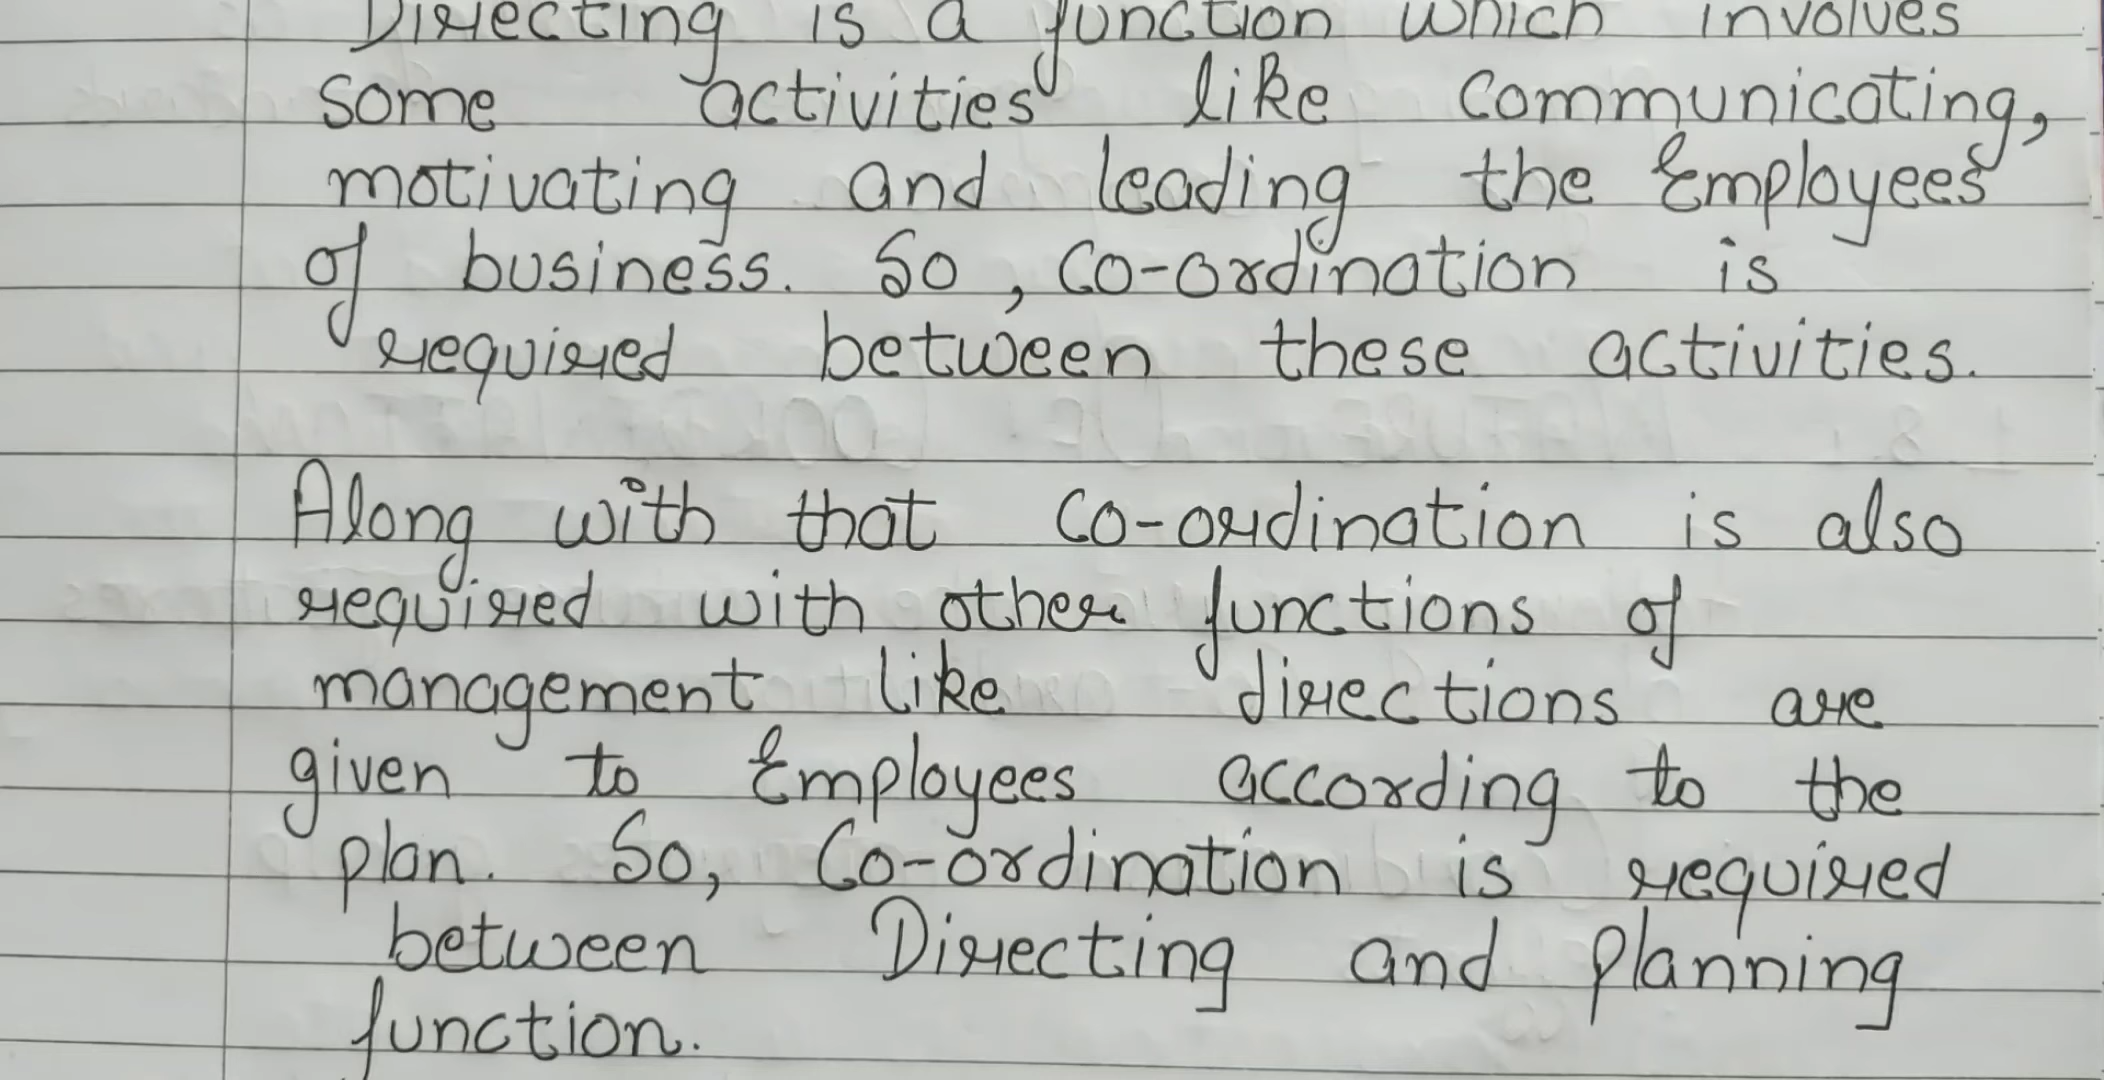 Directing is a function which involves
some activities like communicating,
motivating and leading the Employees
of business. So, Co-ordination is
required between these activities.
Along with that Co-ordination is also
required with other functions of
management like directions are
given to Employees according to the
plan. So, Co-ordination is required
between Directing and Planning
function.